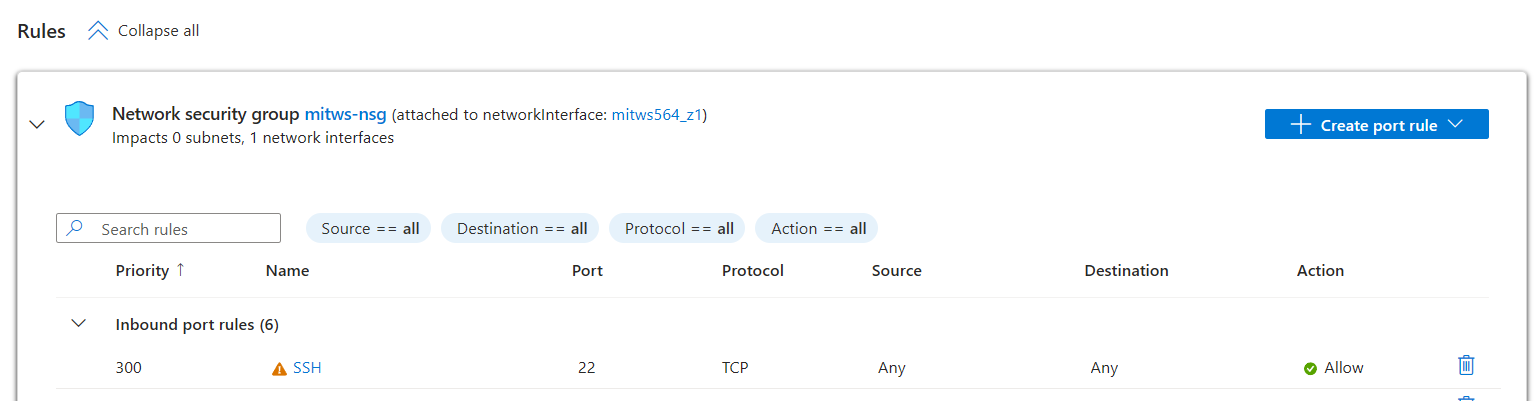 Rules Collapse all
Network security group mitws-nsg (attached to networkInterface: mitws564_z1)
Impacts 0 subnets, 1 network interfaces
Create port rule
Search rules Source == all Destination == all Protocol == all Action == all
Priority ↑ Name Port Protocol Source Destination Action
Inbound port rules (6)
300 SSH 22 TCP Any Any Allow